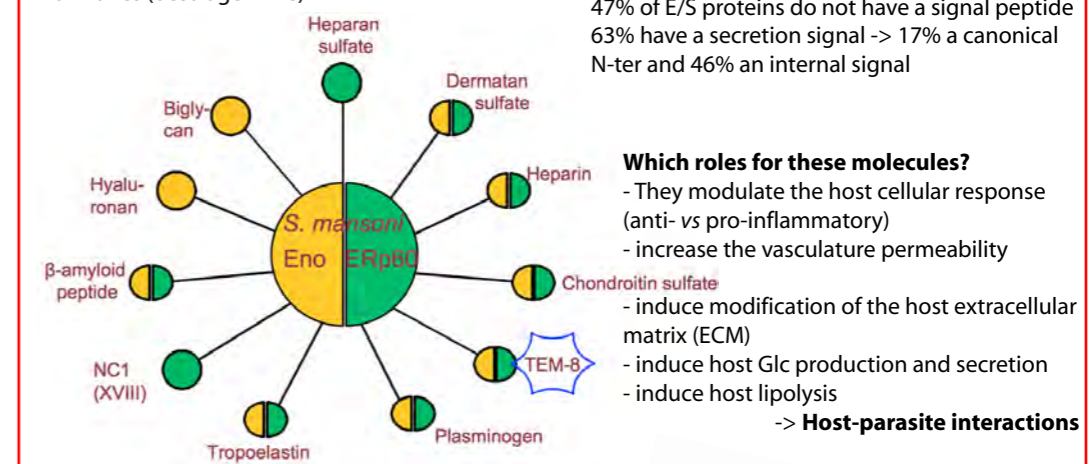 47% of E/S proteins do not have a signal peptide
63% have a secretion signal -> 17% a canonical
N-ter and 46% an internal signal
Heparan
sulfate
Dermatan
sulfate
Bigly-
can
Heparin
Hyalu-
ronan
S. mansoni
Eno
ERp60
β-amyloid
peptide
Chondroitin sulfate
NC1
(XVIII)
TEM-8
Tropoelastin
Plasminogen
Which roles for these molecules?
- They modulate the host cellular response
(anti- vs pro-inflammatory)
- increase the vasculature permeability
- induce modification of the host extracellular
matrix (ECM)
- induce host Glc production and secretion
- induce host lipolysis
-> Host-parasite interactions